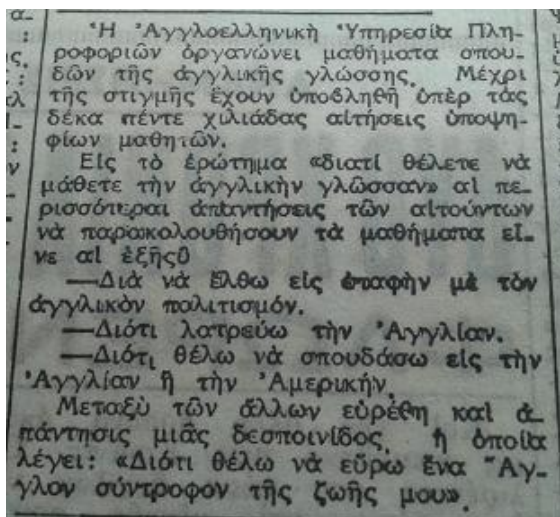 Ἡ Ἀγγλοελληνικὴ Ὑπηρεσία Πλη-
ροφοριῶν ὀργανώνει μαθήματα σπου-
δῶν τῆς ἀγγλικῆς γλώσσης. Μέχρι
τῆς στιγμῆς ἔχουν ὑποβληθῆ ὑπὲρ τὰς
δέκα πέντε χιλιάδας αἰτήσεις ὑποψη-
φίων μαθητῶν.
Εἰς τὸ ἐρώτημα «διατί θέλετε νὰ
μάθετε τὴν ἀγγλικὴν γλῶσσαν» αἱ πε-
ρισσότεραι ἀπαντήσεις τῶν αἰτούντων
νὰ παρακολουθήσουν τὰ μαθήματα εἶ-
νε αἱ ἑξῆς
—Διὰ νὰ ἔλθω εἰς ἐπαφὴν μὲ τὸν
ἀγγλικὸν πολιτισμόν.
—Διότι λατρεύω τὴν Ἀγγλίαν.
—Διότι θέλω νὰ σπουδάσω εἰς τὴν
Ἀγγλίαν ἢ τὴν Ἀμερικήν.
Μεταξὺ τῶν ἄλλων εὑρέθη καὶ ἀ-
πάντησις μιᾶς δεσποινίδος, ἡ ὁποία
λέγει: «Διότι θέλω νὰ εὕρω ἕνα Ἄγ-
γλον σύντροφον τῆς ζωῆς μου».